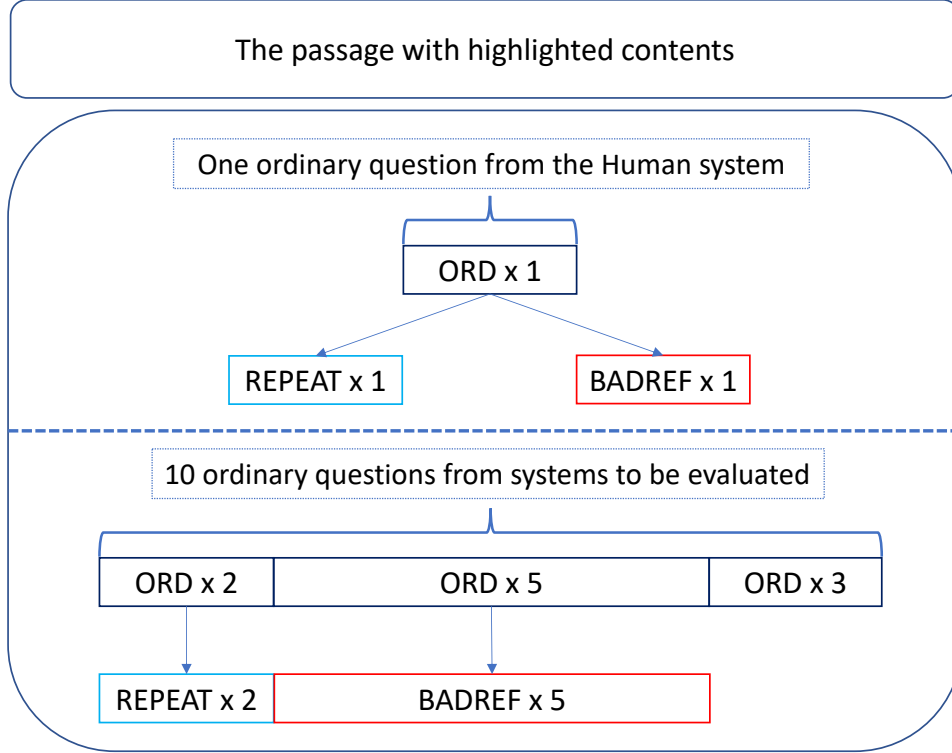 The passage with highlighted contents
One ordinary question from the Human system
ORD x 1
REPEAT x 1
BADREF x 1
10 ordinary questions from systems to be evaluated
ORD x 2
ORD x 5
ORD x 3
REPEAT x 2
BADREF x 5